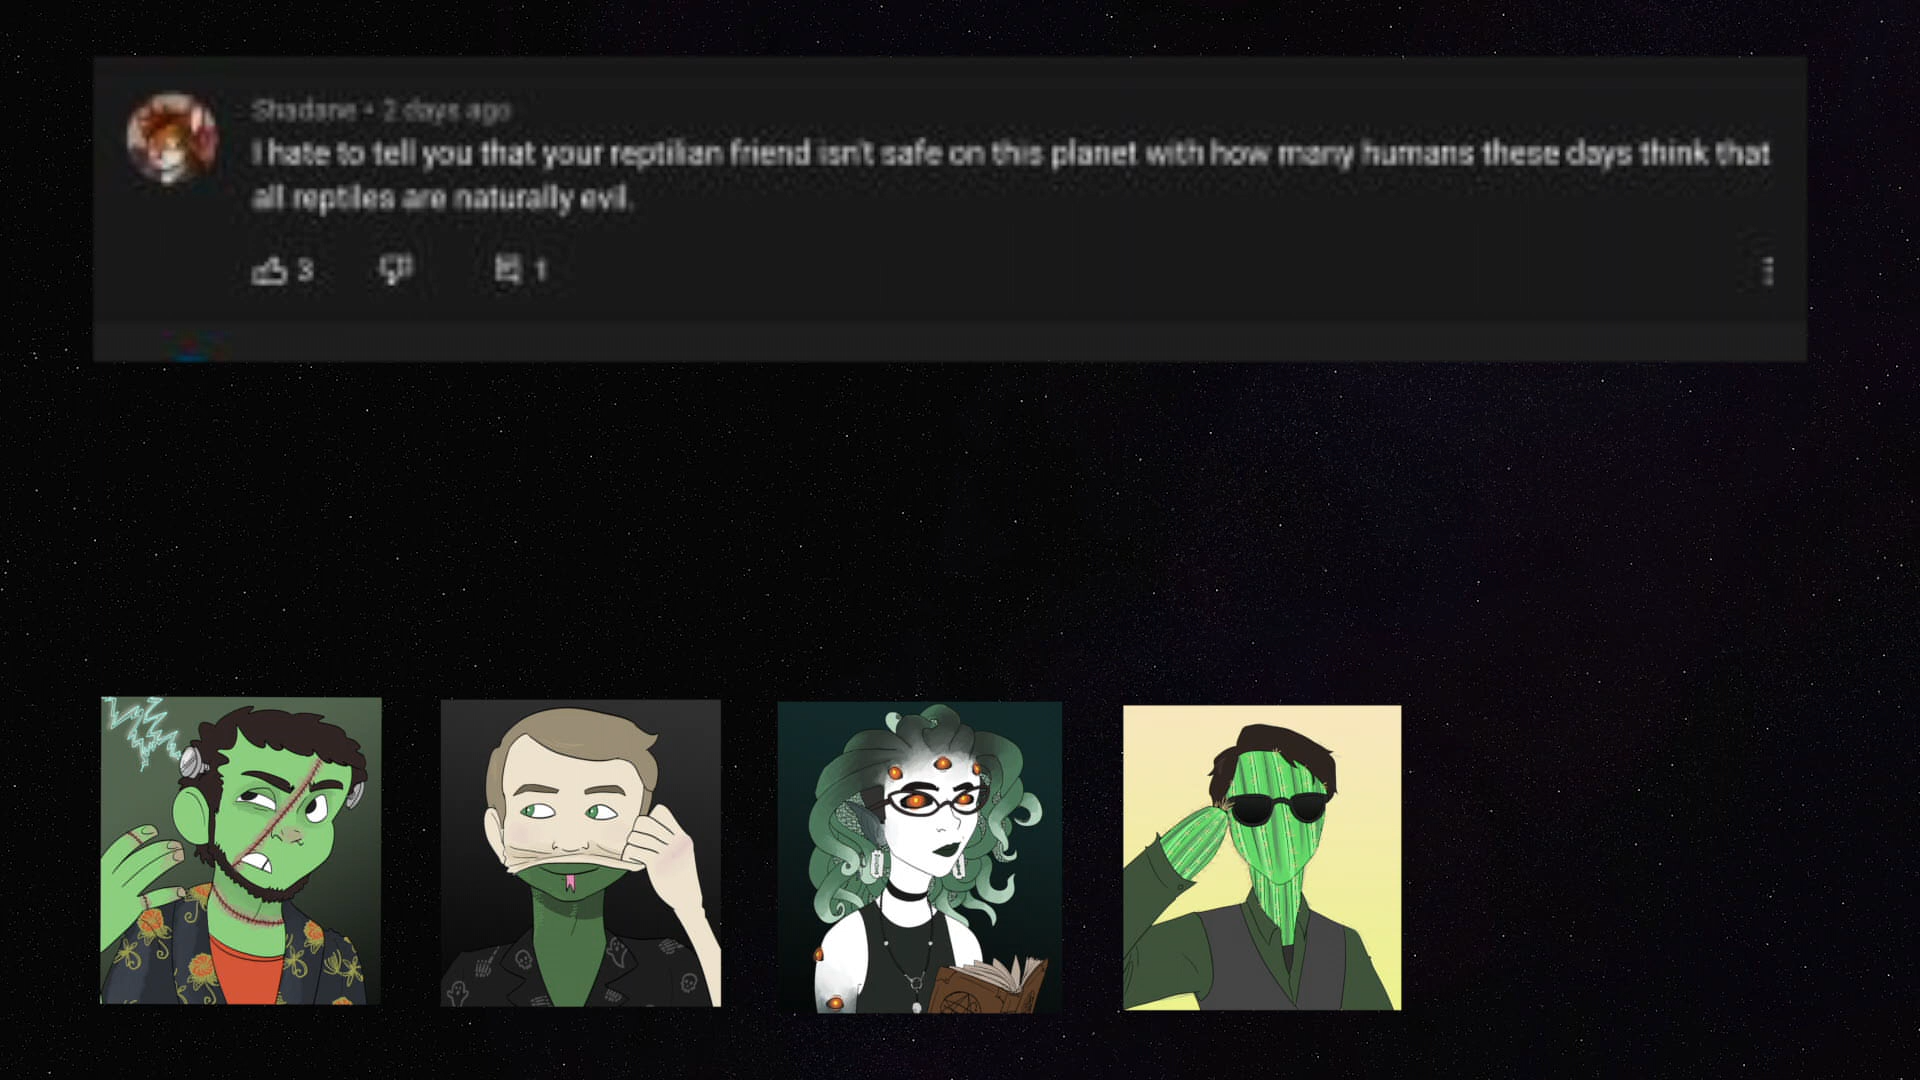 Shadane • 2 days ago
I hate to tell you that your reptilian friend isn't safe on this planet with how many humans these days think that
all reptiles are naturally evil.
3 1